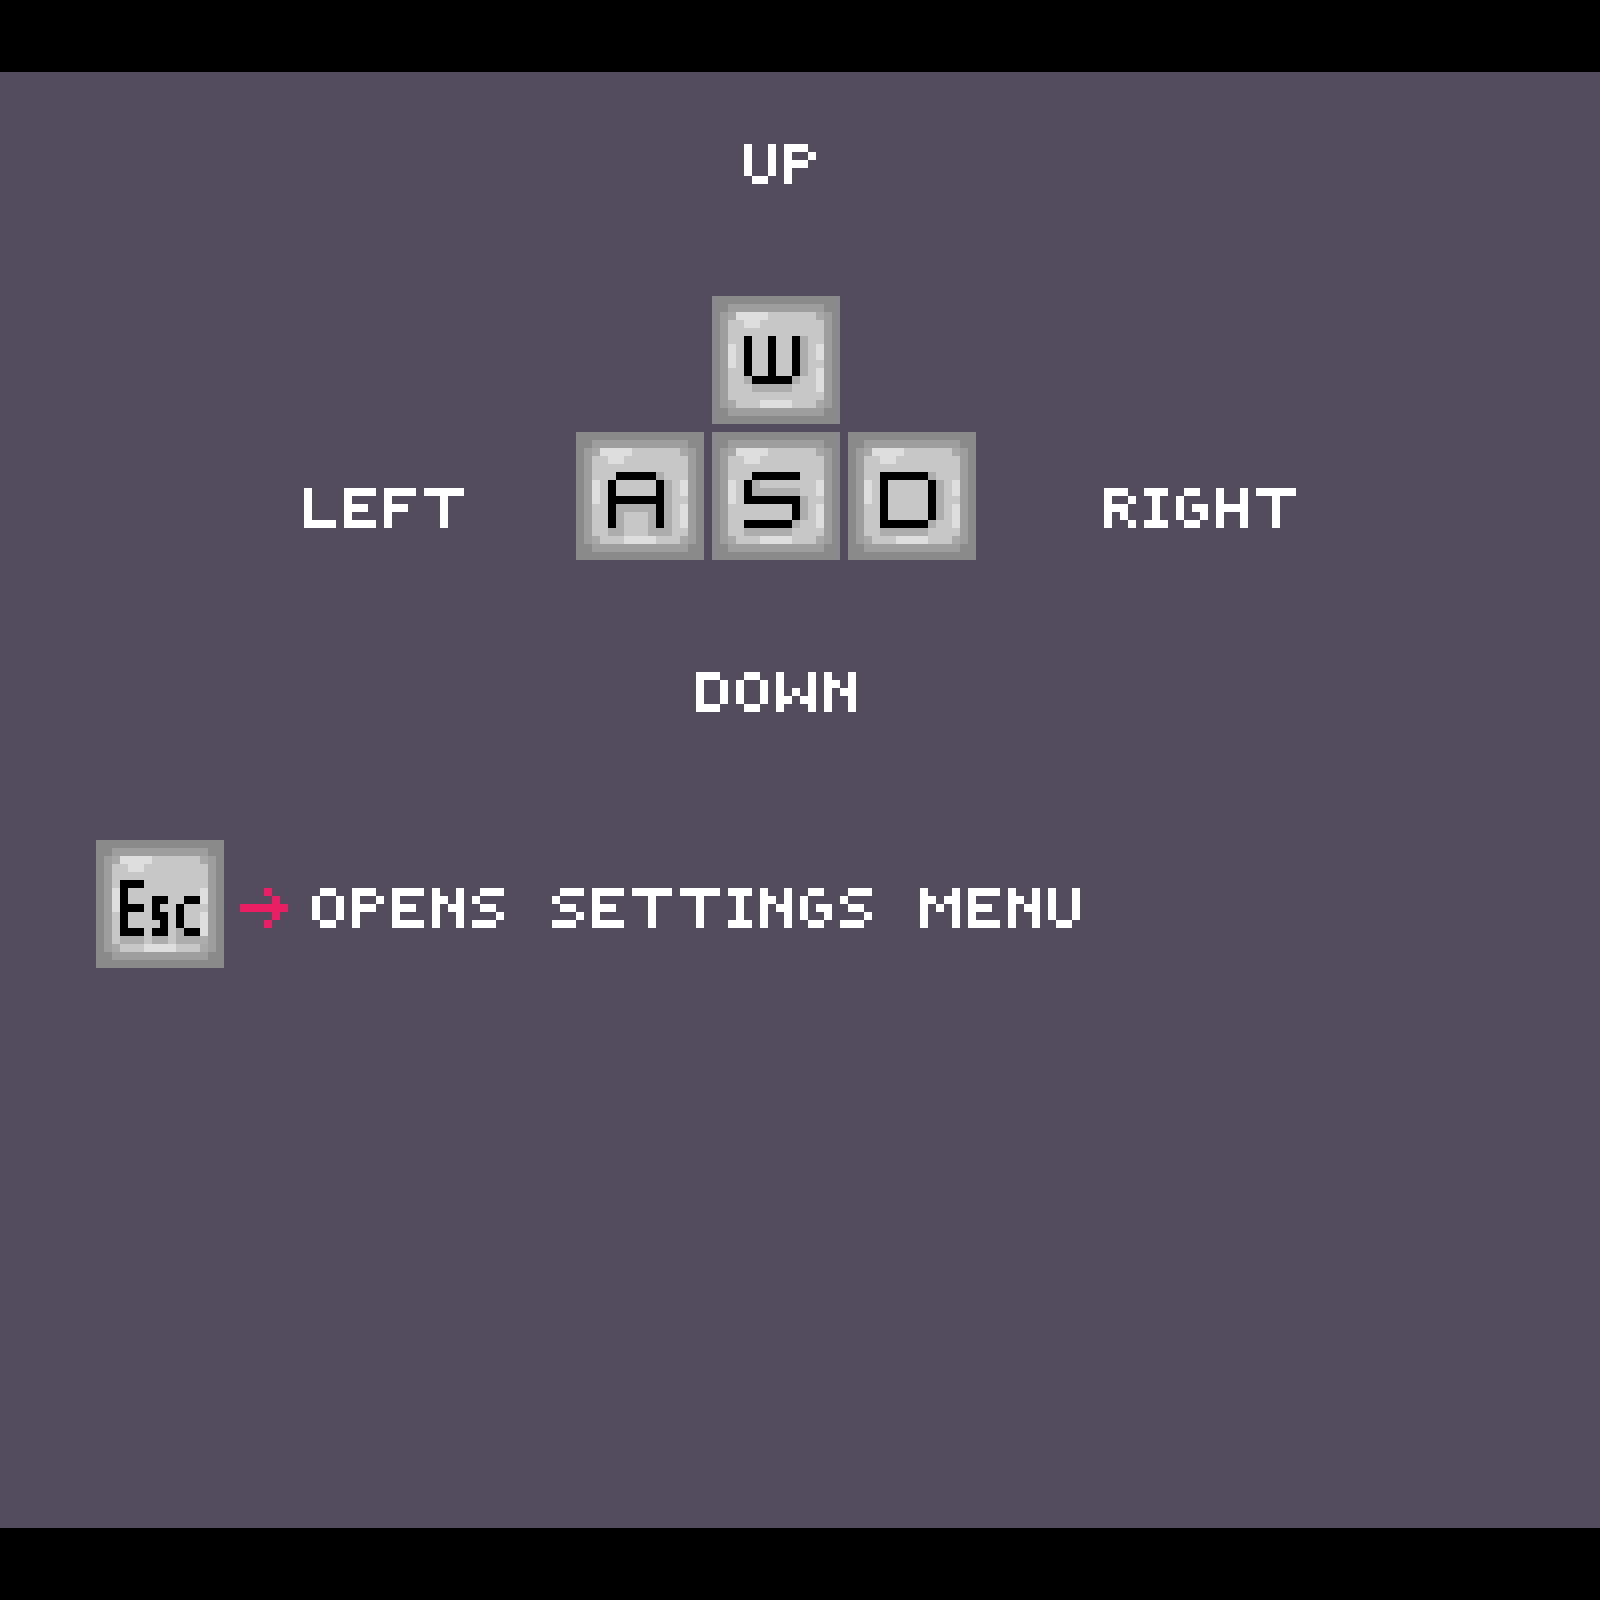 UP
W
LEFT A S D RIGHT
DOWN
Esc → OPENS SETTINGS MENU